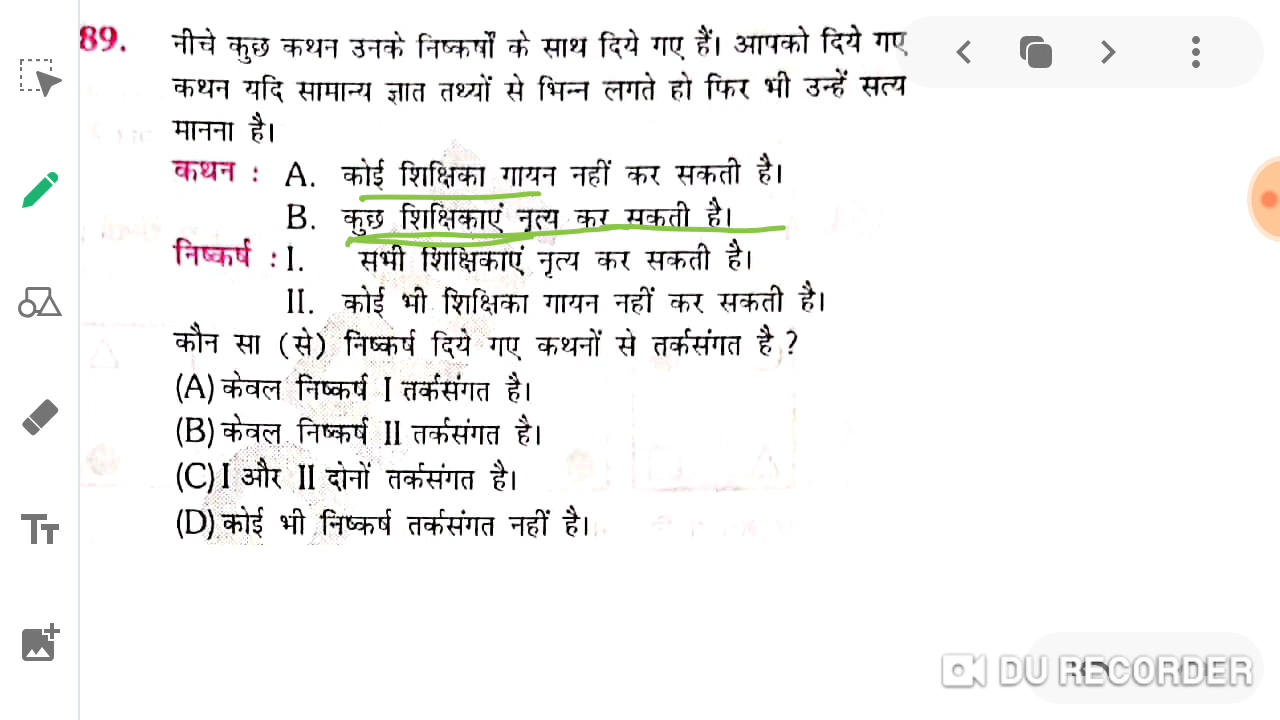 89. नीचे कुछ कथन उनके निष्कर्षों के साथ दिये गए हैं। आपको दिये गए
कथन यदि सामान्य ज्ञात तथ्यों से भिन्न लगते हो फिर भी उन्हें सत्य
मानना है।
कथन : A. कोई शिक्षिका गायन नहीं कर सकती है।
B. कुछ शिक्षिकाएं नृत्य कर सकती है।
निष्कर्ष : I. सभी शिक्षिकाएं नृत्य कर सकती है।
II. कोई भी शिक्षिका गायन नहीं कर सकती है।
कौन सा (से) निष्कर्ष दिये गए कथनों से तर्कसंगत है ?
(A) केवल निष्कर्ष I तर्कसंगत है।
(B) केवल निष्कर्ष II तर्कसंगत है।
(C) I और II दोनों तर्कसंगत है।
(D) कोई भी निष्कर्ष तर्कसंगत नहीं है।
TT
DU RECORDER